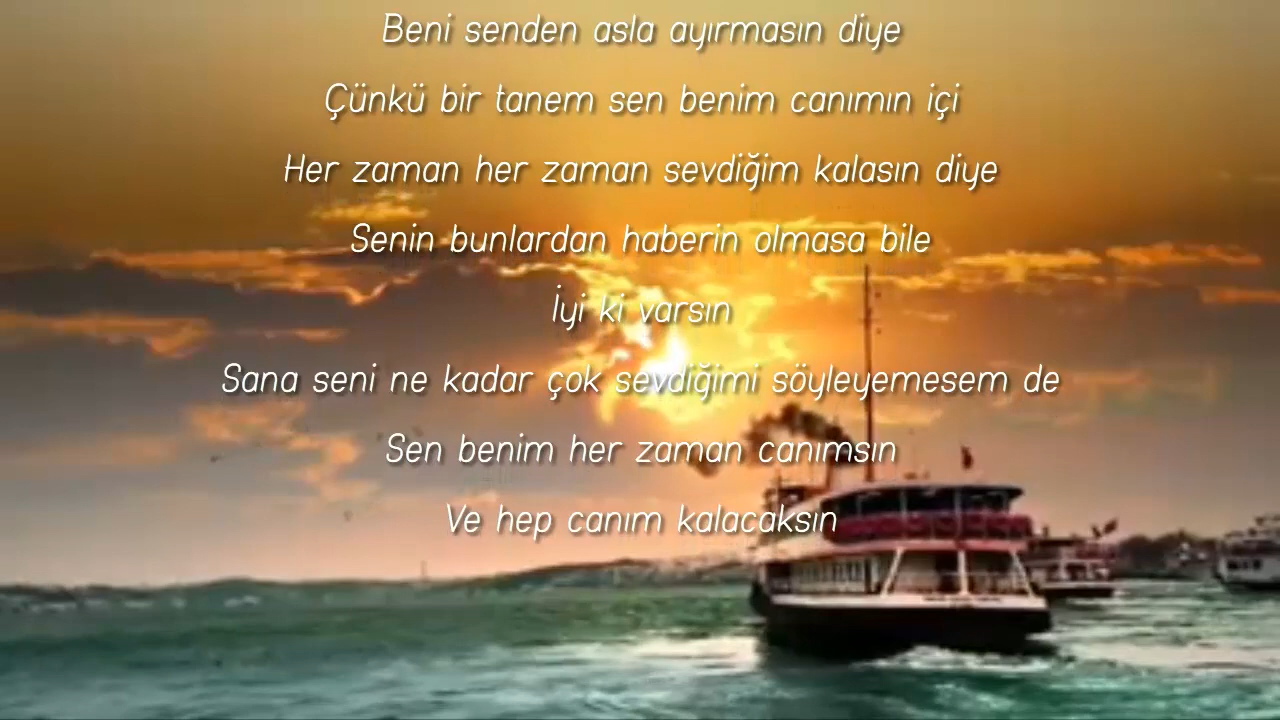 Beni senden asla ayırmasın diye
Çünkü bir tanem sen benim canımın içi
Her zaman her zaman sevdiğim kalasın diye
Senin bunlardan haberin olmasa bile
İyi ki varsın
Sana seni ne kadar çok sevdiğimi söyleyemesem de
Sen benim her zaman canımsın
Ve hep canım kalacaksın